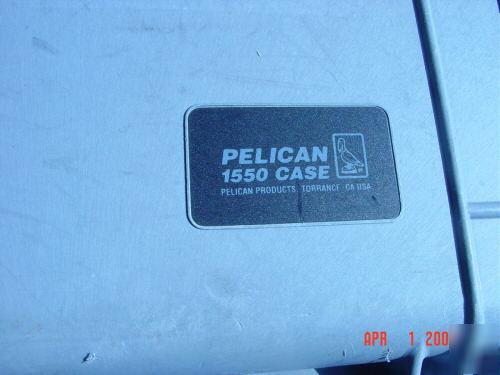 PELICAN
1550 CASE
PELICAN PRODUCTS TORRANCE CA USA
APR 1 200